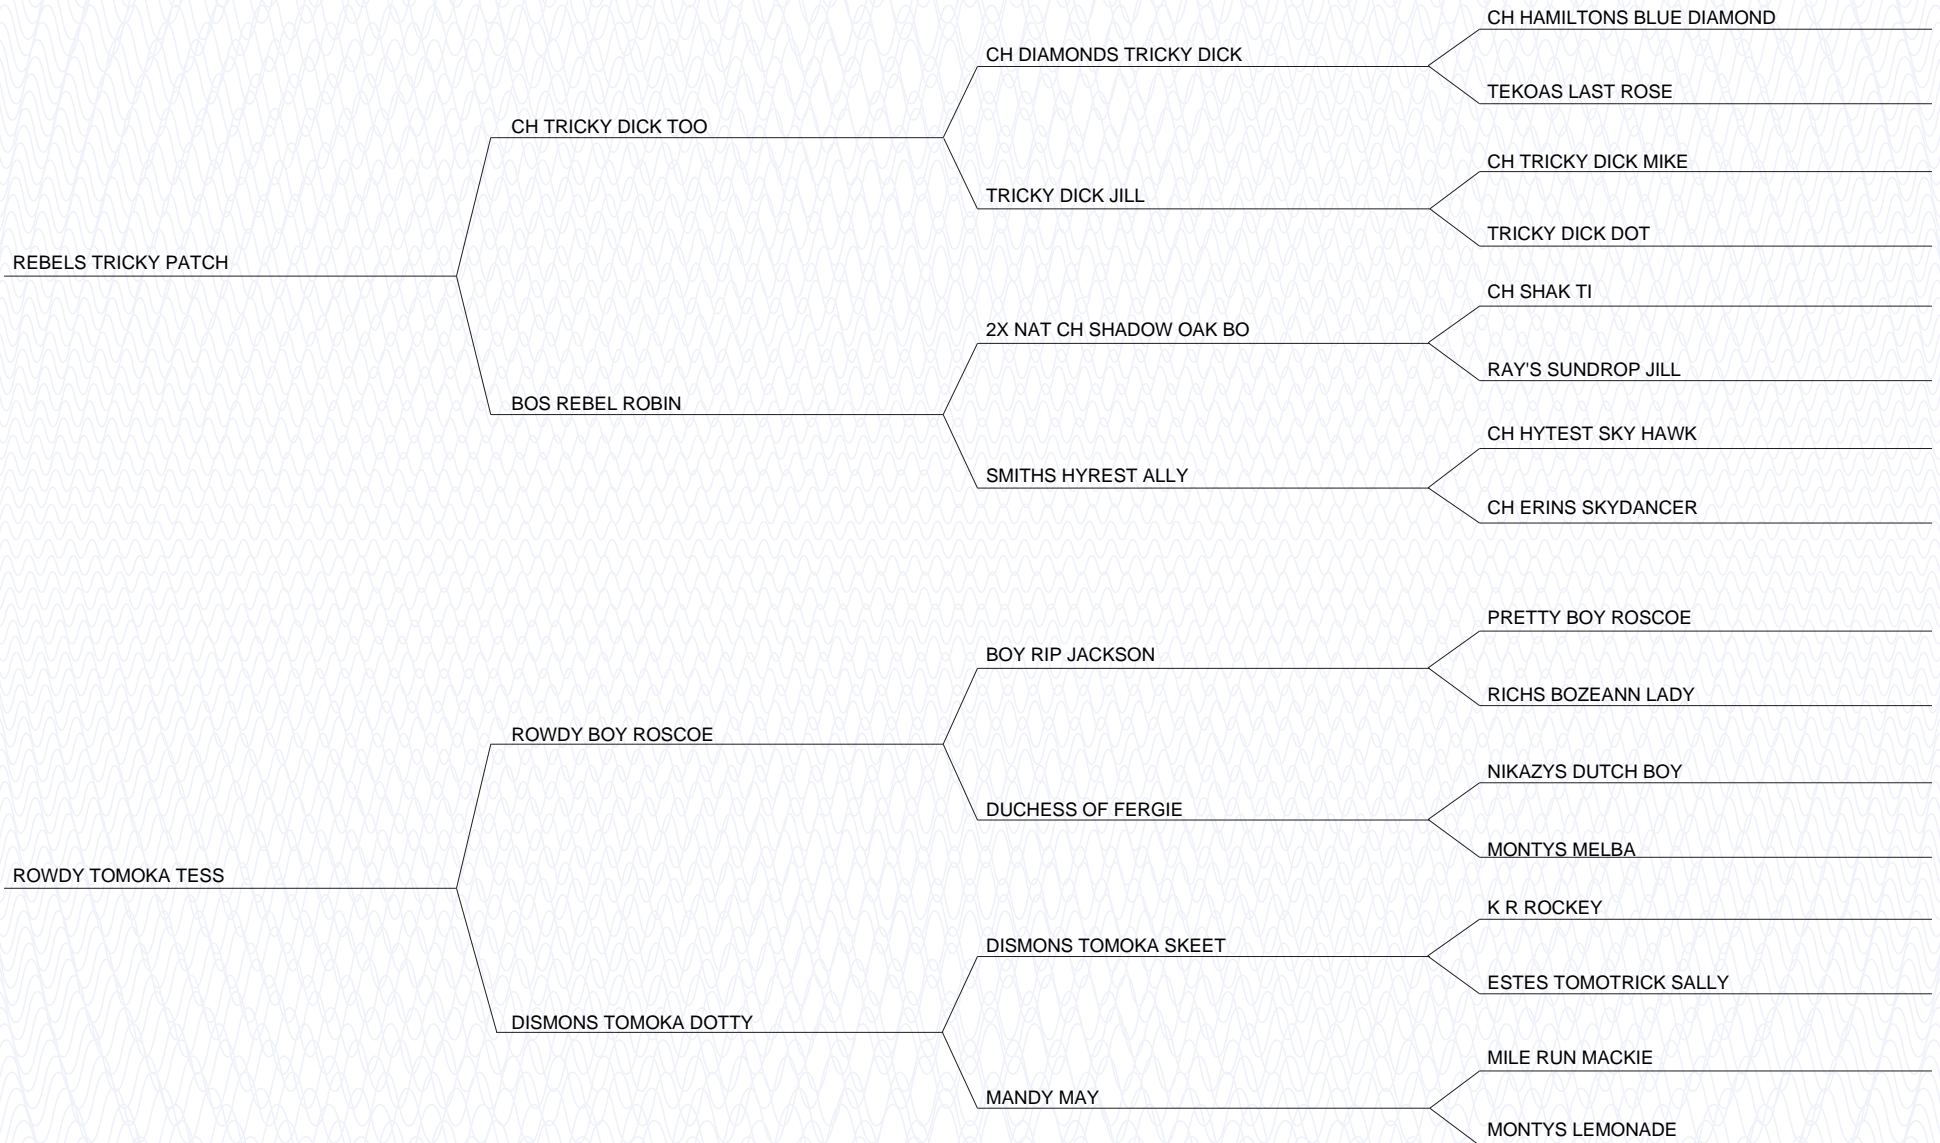 CH HAMILTONS BLUE DIAMOND
CH DIAMONDS TRICKY DICK
TEKOAS LAST ROSE
CH TRICKY DICK TOO
CH TRICKY DICK MIKE
TRICKY DICK JILL
TRICKY DICK DOT
REBELS TRICKY PATCH
CH SHAK TI
2X NAT CH SHADOW OAK BO
RAY'S SUNDROP JILL
BOS REBEL ROBIN
CH HYTEST SKY HAWK
SMITHS HYREST ALLY
CH ERINS SKYDANCER
PRETTY BOY ROSCOE
BOY RIP JACKSON
RICHS BOZEANN LADY
ROWDY BOY ROSCOE
NIKAZYS DUTCH BOY
DUCHESS OF FERGIE
MONTYS MELBA
ROWDY TOMOKA TESS
K R ROCKEY
DISMONS TOMOKA SKEET
ESTES TOMOTRICK SALLY
DISMONS TOMOKA DOTTY
MILE RUN MACKIE
MANDY MAY
MONTYS LEMONADE